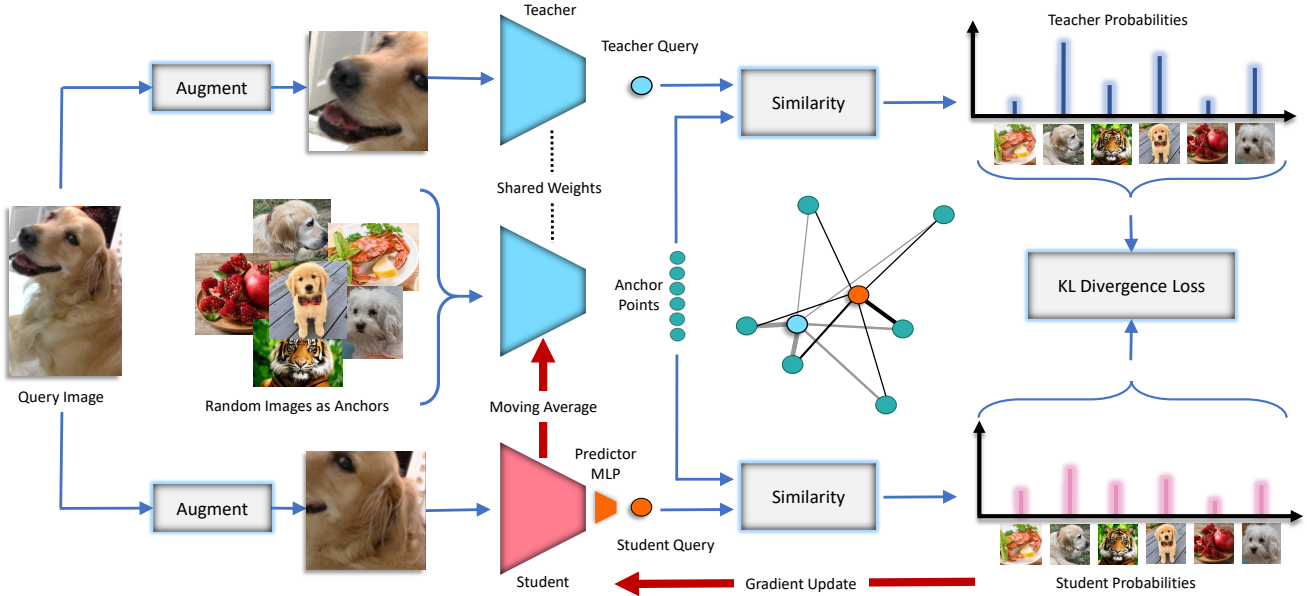 Teacher
Teacher Probabilities
Teacher Query
Augment
Similarity
Shared Weights
Anchor
Points
KL Divergence Loss
Query Image
Random Images as Anchors
Moving Average
Predictor
MLP
Augment
Similarity
Student Query
Student
Gradient Update
Student Probabilities